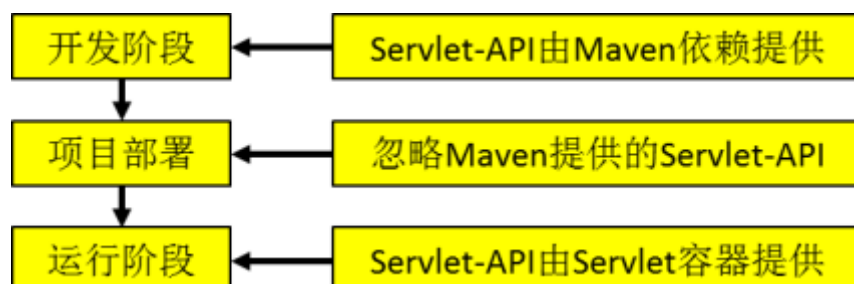 开发阶段
Servlet-API由Maven依赖提供
项目部署
忽略Maven提供的Servlet-API
运行阶段
Servlet-API由Servlet容器提供